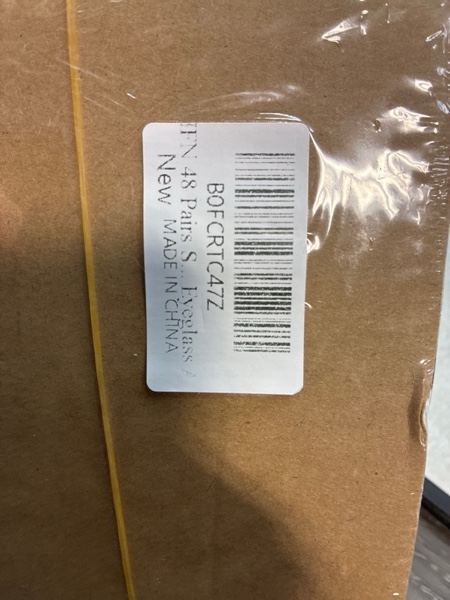 B0FCRTC47Z
48 Pairs S... Eyeglass
New MADE IN CHINA